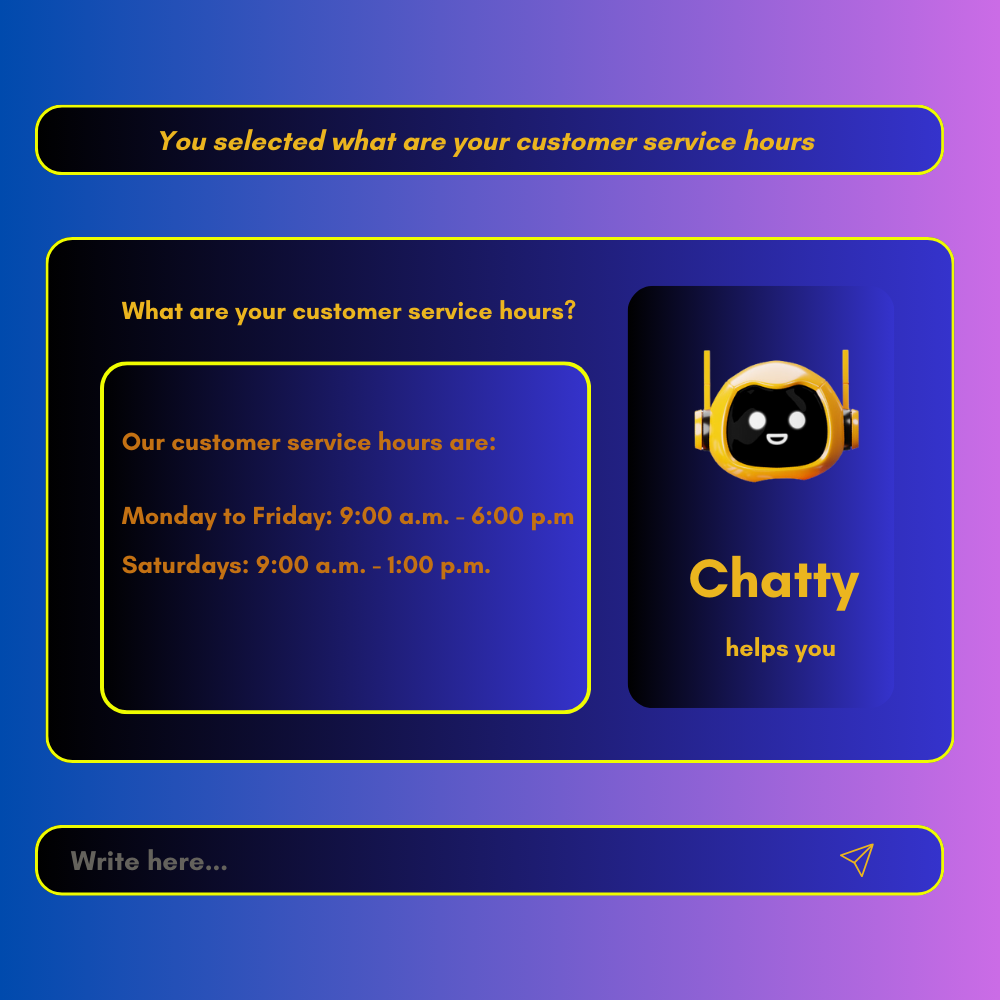 You selected what are your customer service hours
What are your customer service hours?
Our customer service hours are:
Monday to Friday: 9:00 a.m. - 6:00 p.m
Saturdays: 9:00 a.m. - 1:00 p.m.
Chatty
helps you
Write here...